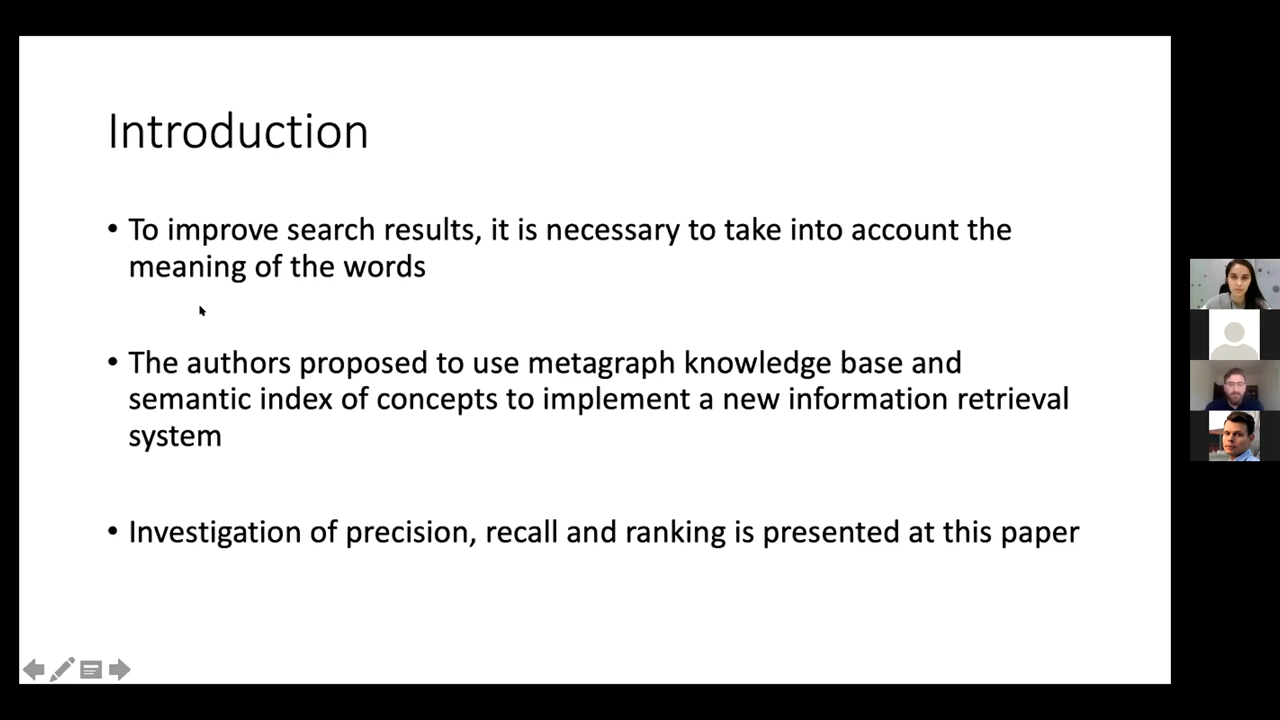 Introduction
• To improve search results, it is necessary to take into account the
meaning of the words
• The authors proposed to use metagraph knowledge base and
semantic index of concepts to implement a new information retrieval
system
• Investigation of precision, recall and ranking is presented at this paper